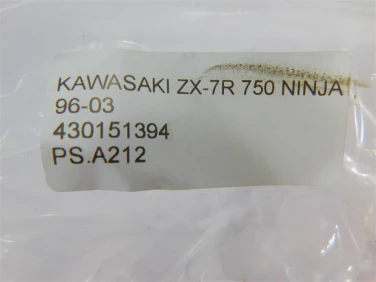 KAWASAKI ZX-7R 750 NINJA
96-03
430151394
PS.A212